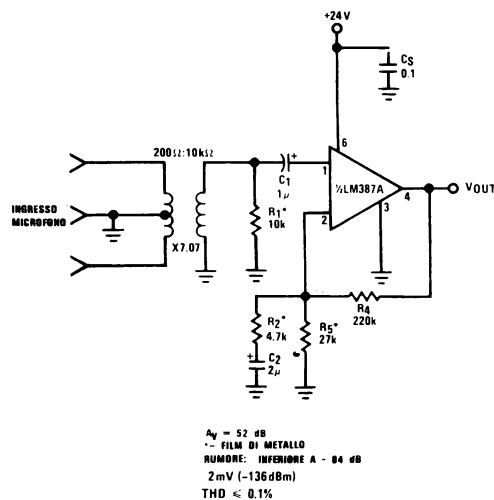 +24V
CS
0.1
6
200Ω:10kΩ
C1
+
1μ
1
½LM387A
4
VOUT
INGRESSO
MICROFONO
X7.07
R1*
10k
2
3
R4
220k
R2*
4.7k
R5*
27k
+
C2
2μ
AV = 52 dB
*- FILM DI METALLO
RUMORE: INFERIORE A - 84 dB
2mV (-136dBm)
THD ⩽ 0.1%